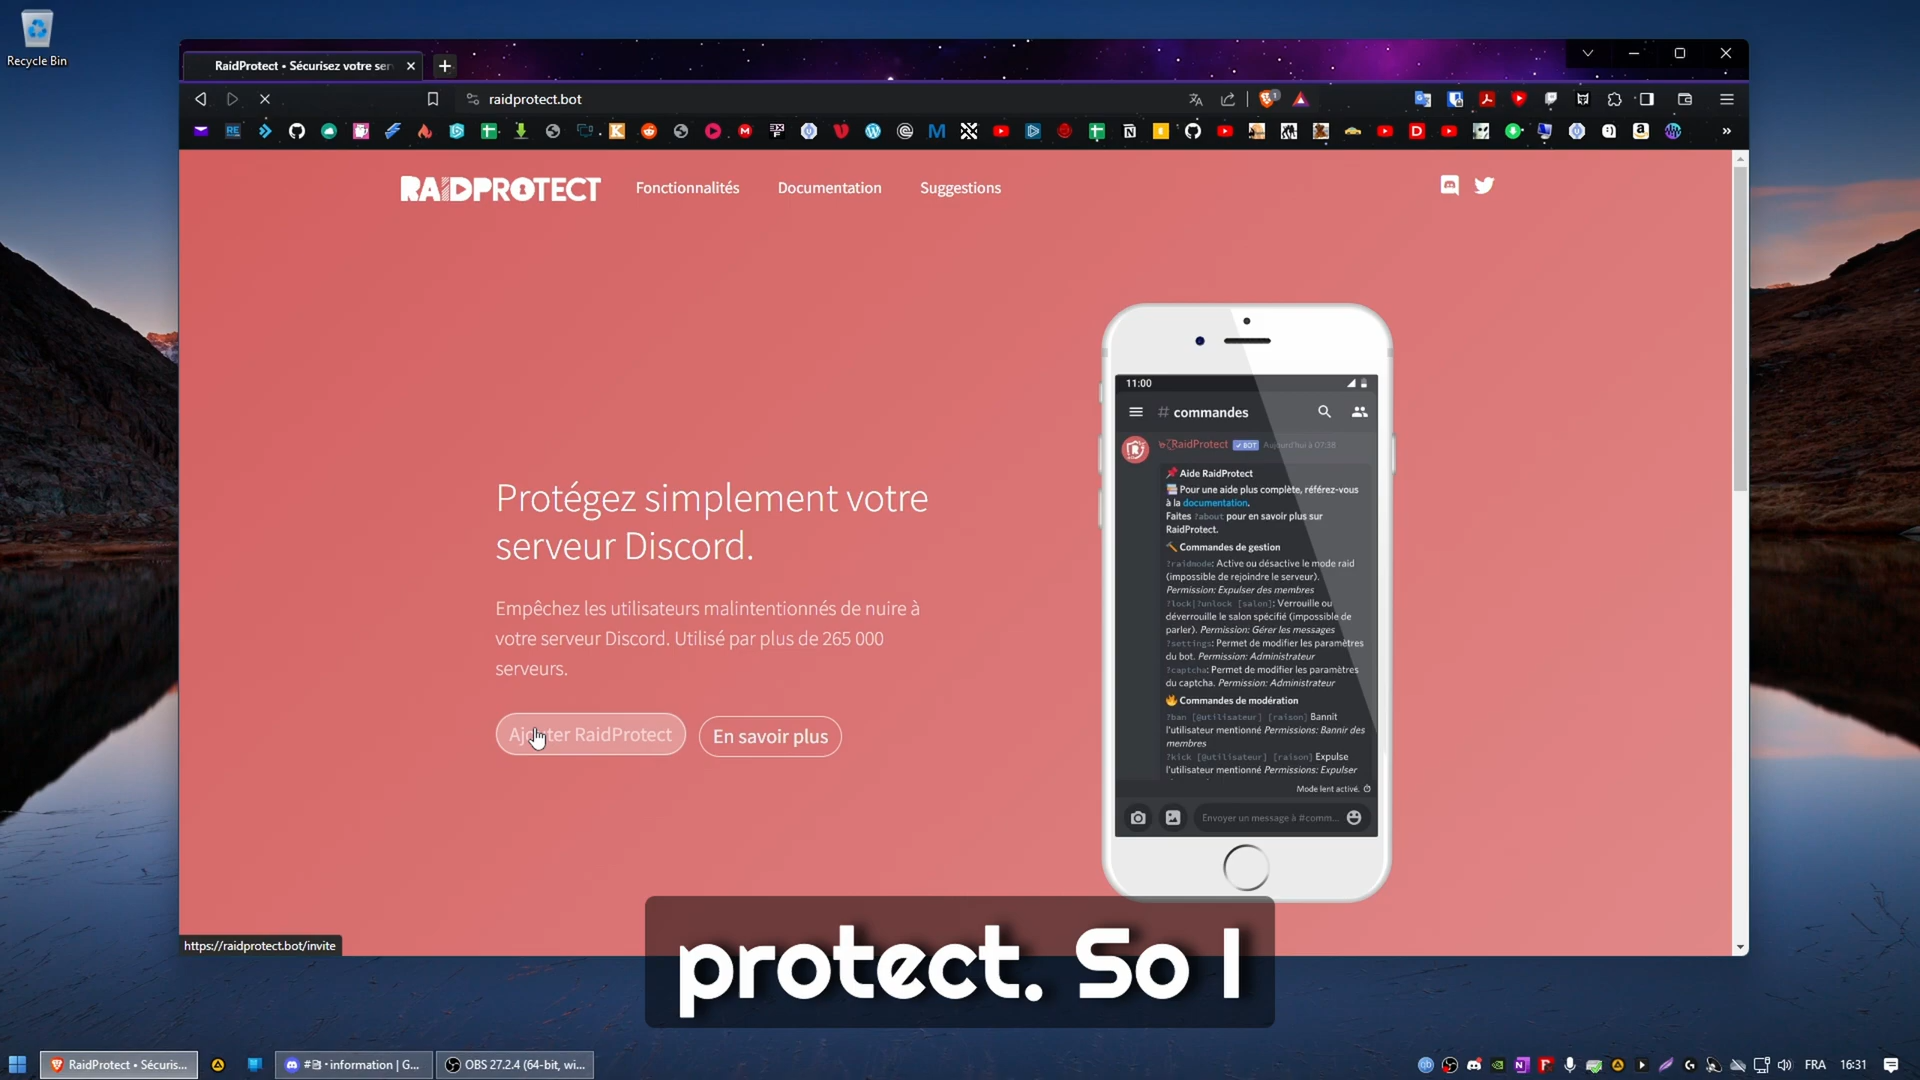 Recycle Bin
RaidProtect • Sécurisez votre ser
raidprotect.bot
RAIDPROTECT
Fonctionnalités
Documentation
Suggestions
Protégez simplement votre
serveur Discord.
Empêchez les utilisateurs malintentionnés de nuire à
votre serveur Discord. Utilisé par plus de 265 000
serveurs.
Ajouter RaidProtect
En savoir plus
11:00
# commandes
RaidProtect BOT Aujourd'hui à 07:38
Aide RaidProtect
Pour une aide plus complète, référez-vous
à la documentation.
Faites ?about pour en savoir plus sur
RaidProtect.
Commandes de gestion
?raidmode: Active ou désactive le mode raid
(impossible de rejoindre le serveur).
Permission: Expulser des membres
?lock|?unlock [salon]: Verrouille ou
déverrouille le salon spécifié (impossible de
parler). Permission: Gérer les messages
?settings: Permet de modifier les paramètres
du bot. Permission: Administrateur
?captcha: Permet de modifier les paramètres
du captcha. Permission: Administrateur
Commandes de modération
?ban [@utilisateur] [raison] Bannit
l'utilisateur mentionné Permissions: Bannir des
membres
?kick [@utilisateur] [raison] Expulse
l'utilisateur mentionné Permissions: Expulser
Mode lent activé.
Envoyer un message à #comm...
https://raidprotect.bot/invite
protect. So I
RaidProtect • Sécuris...
# · information | G...
OBS 27.2.4 (64-bit, wi...
FRA
16:31